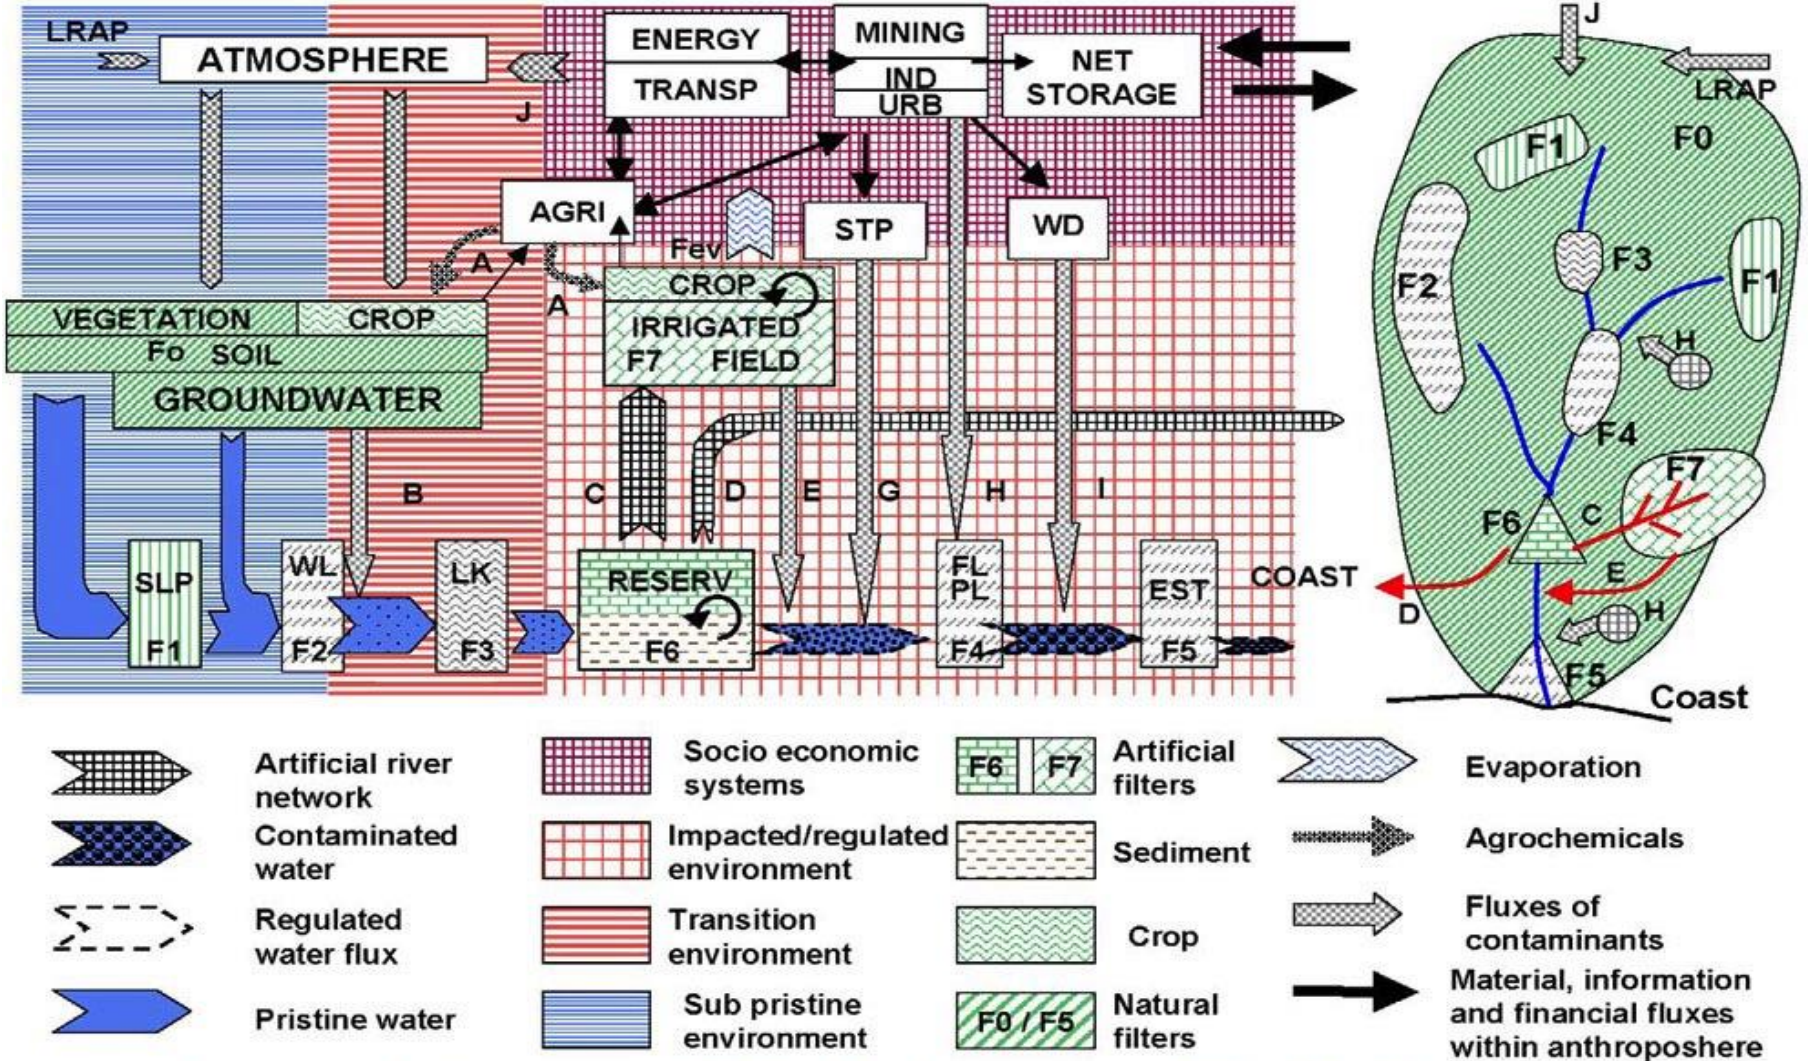 LRAP
ATMOSPHERE
J
ENERGY
TRANSP
MINING
IND
URB
NET
STORAGE
AGRI
A
A
Fev
STP
WD
VEGETATION
CROP
Fo SOIL
GROUNDWATER
CROP
IRRIGATED
F7 FIELD
B
C
D
E
G
H
I
SLP
F1
WL
F2
LK
F3
RESERV
F6
FL
PL
F4
EST
F5
COAST
J
LRAP
F0
F1
F2
F3
F1
H
F4
F7
F6
C
E
D
H
F5
Coast
Artificial river
network
Contaminated
water
Regulated
water flux
Pristine water
Socio economic
systems
Impacted/regulated
environment
Transition
environment
Sub pristine
environment
F6 F7
Artificial
filters
Sediment
Crop
F0 / F5
Natural
filters
Evaporation
Agrochemicals
Fluxes of
contaminants
Material, information
and financial fluxes
within anthroposhere